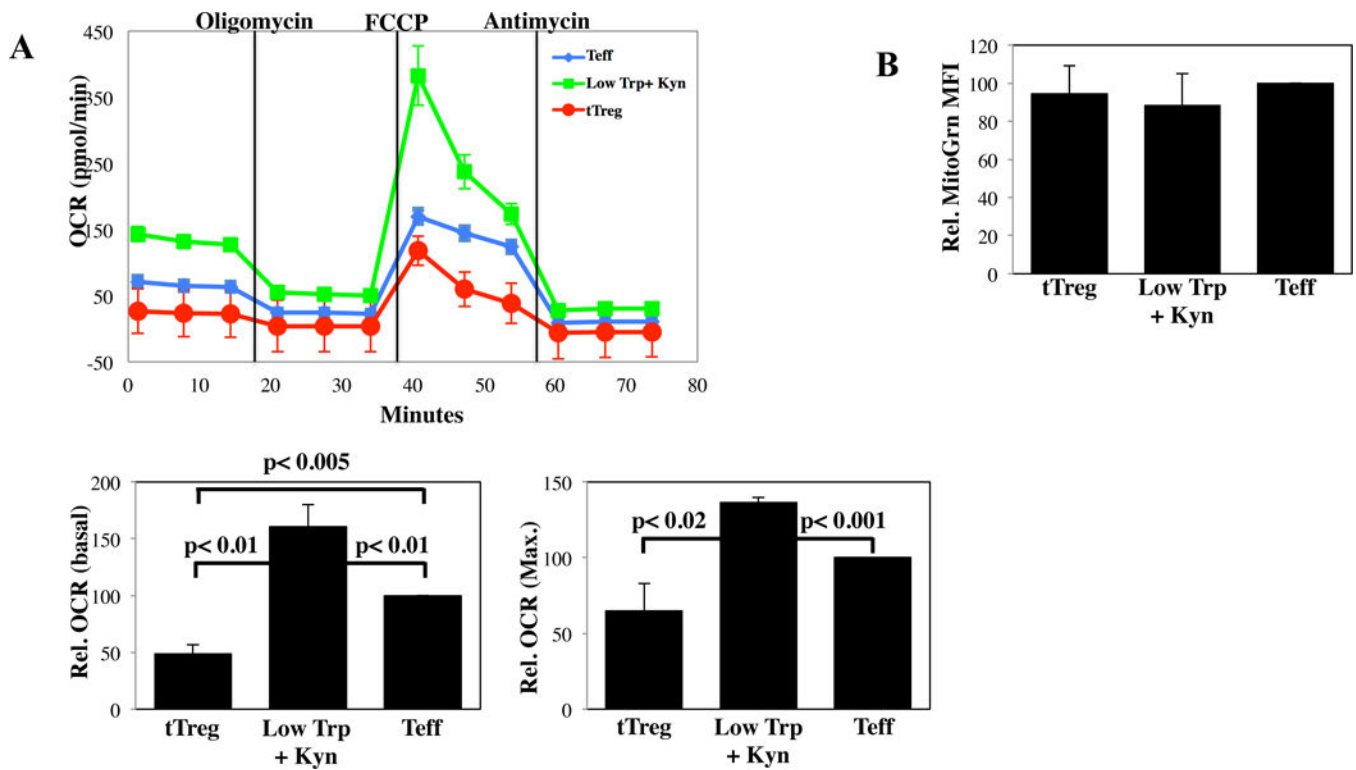 A
Oligomycin FCCP Antimycin
OCR (pmol/min)
450
350
250
150
50
-50
0 10 20 30 40 50 60 70 80
Minutes
Teff
Low Trp+ Kyn
tTreg
B
Rel. MitoGrn MFI
120
100
80
60
40
20
0
tTreg Low Trp Teff
+ Kyn
Rel. OCR (basal)
200
150
100
50
0
p< 0.005
p< 0.01 p< 0.01
tTreg Low Trp Teff
+ Kyn
Rel. OCR (Max.)
150
100
50
0
p< 0.02 p< 0.001
tTreg Low Trp Teff
+ Kyn